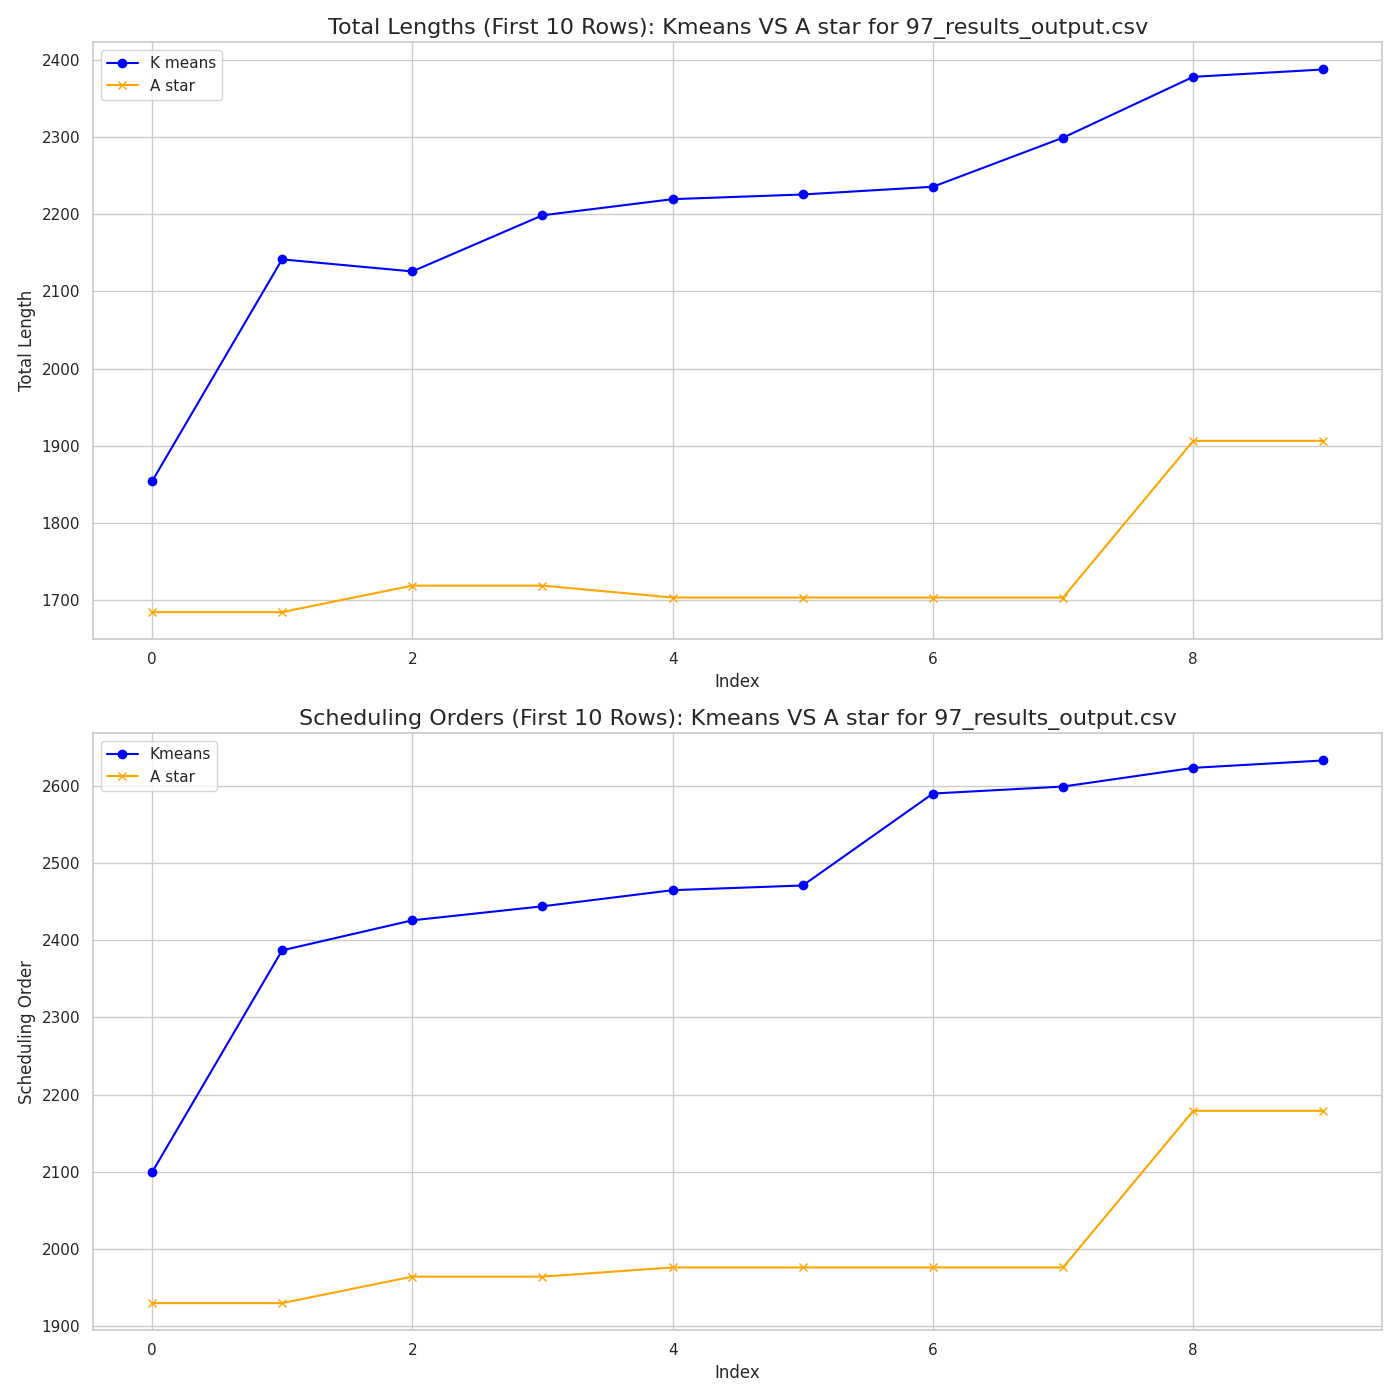 Total Lengths (First 10 Rows): Kmeans VS A star for 97_results_output.csv
K means
A star
Total Length
2400
2300
2200
2100
2000
1900
1800
1700
0 2 4 6 8
Index
Scheduling Orders (First 10 Rows): Kmeans VS A star for 97_results_output.csv
Kmeans
A star
Scheduling Order
2600
2500
2400
2300
2200
2100
2000
1900
0 2 4 6 8
Index